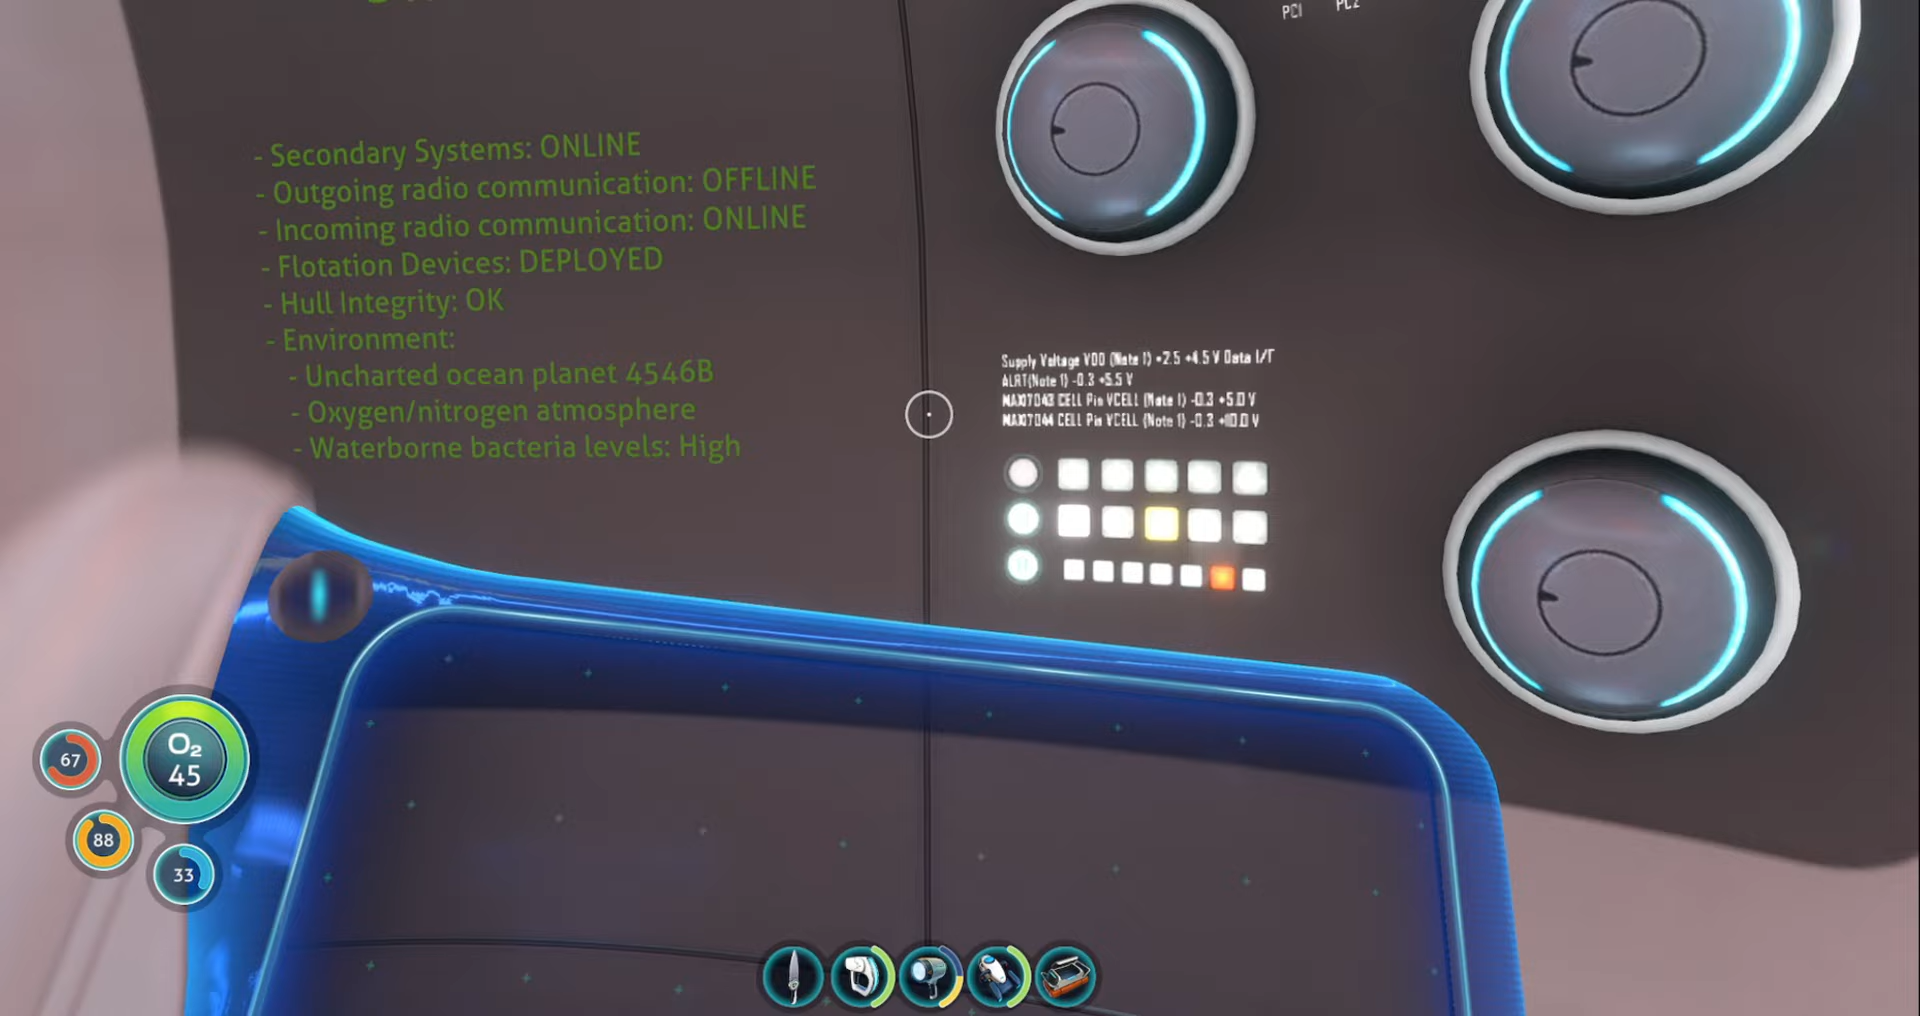 - Secondary Systems: ONLINE
- Outgoing radio communication: OFFLINE
- Incoming radio communication: ONLINE
- Flotation Devices: DEPLOYED
- Hull Integrity: OK
- Environment:
- Uncharted ocean planet 4546B
- Oxygen/nitrogen atmosphere
- Waterborne bacteria levels: High
PC1 PC2
Supply Voltage VDD (Note 1) +2.5 +4.5 V Data I/F
ALRT(Note 1) -0.3 +5.5 V
MAX17043 CELL Pin VCELL (Note 1) -0.3 +5.0 V
MAX17044 CELL Pin VCELL (Note 1) -0.3 +10.0 V
67
O₂
45
88
33